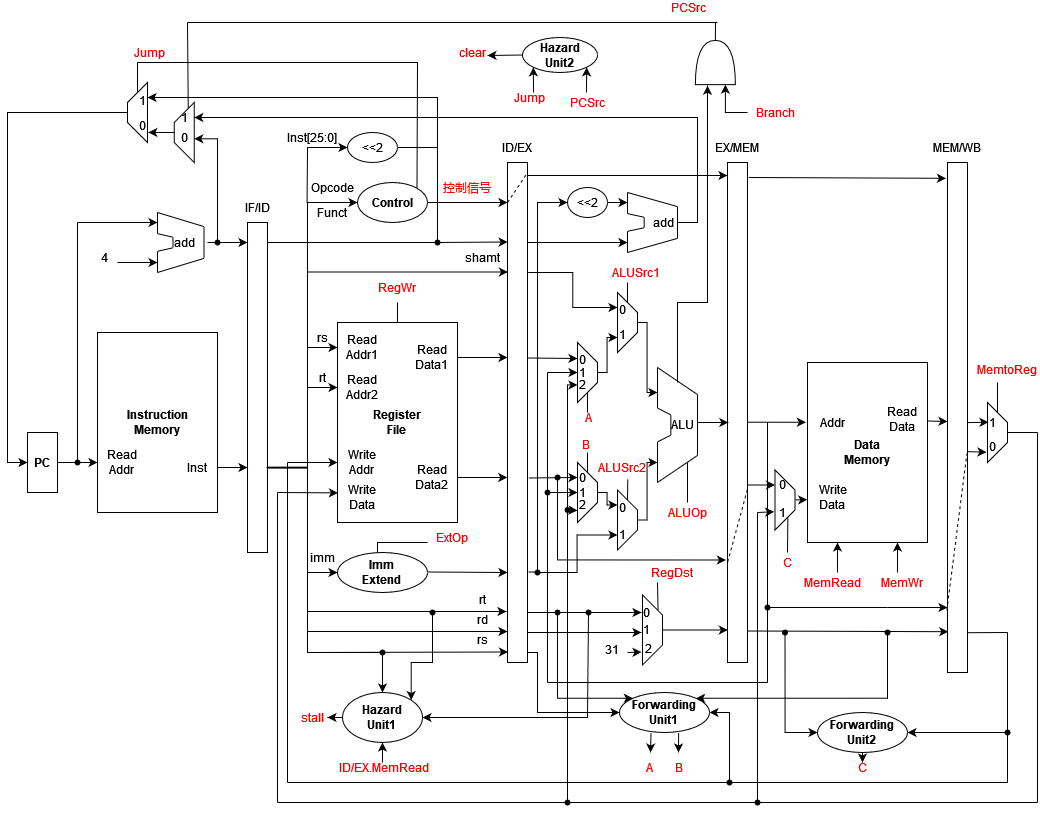 PCSrc
Jump
clear
Hazard
Unit2
Jump
PCSrc
Branch
1
0
1
0
Inst[25:0]
<<2
ID/EX
EX/MEM
MEM/WB
Opcode
Funct
Control
控制信号
<<2
add
IF/ID
add
4
shamt
RegWr
ALUSrc1
0
1
rs
Read
Addr1
Read
Data1
rt
Read
Addr2
0
1
2
A
Register
File
ALU
Instruction
Memory
PC
Read
Addr
Inst
Write
Addr
Write
Data
Read
Data2
B
0
1
2
ALUSrc2
0
1
ALUOp
Addr
Read
Data
Data
Memory
Write
Data
0
1
C
MemRead
MemWr
MemtoReg
1
0
ExtOp
imm
Imm
Extend
RegDst
rt
rd
rs
0
1
2
31
Hazard
Unit1
stall
ID/EX.MemRead
Forwarding
Unit1
A
B
Forwarding
Unit2
C